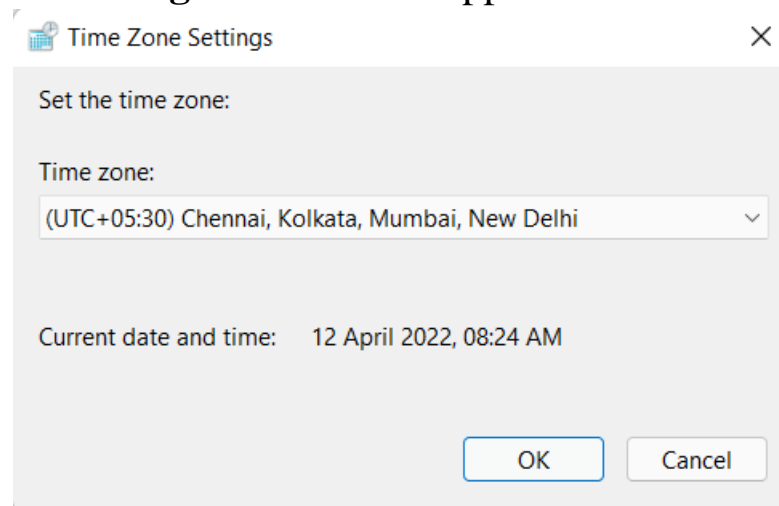 Time Zone Settings
Set the time zone:
Time zone:
(UTC+05:30) Chennai, Kolkata, Mumbai, New Delhi
Current date and time: 12 April 2022, 08:24 AM
OK Cancel